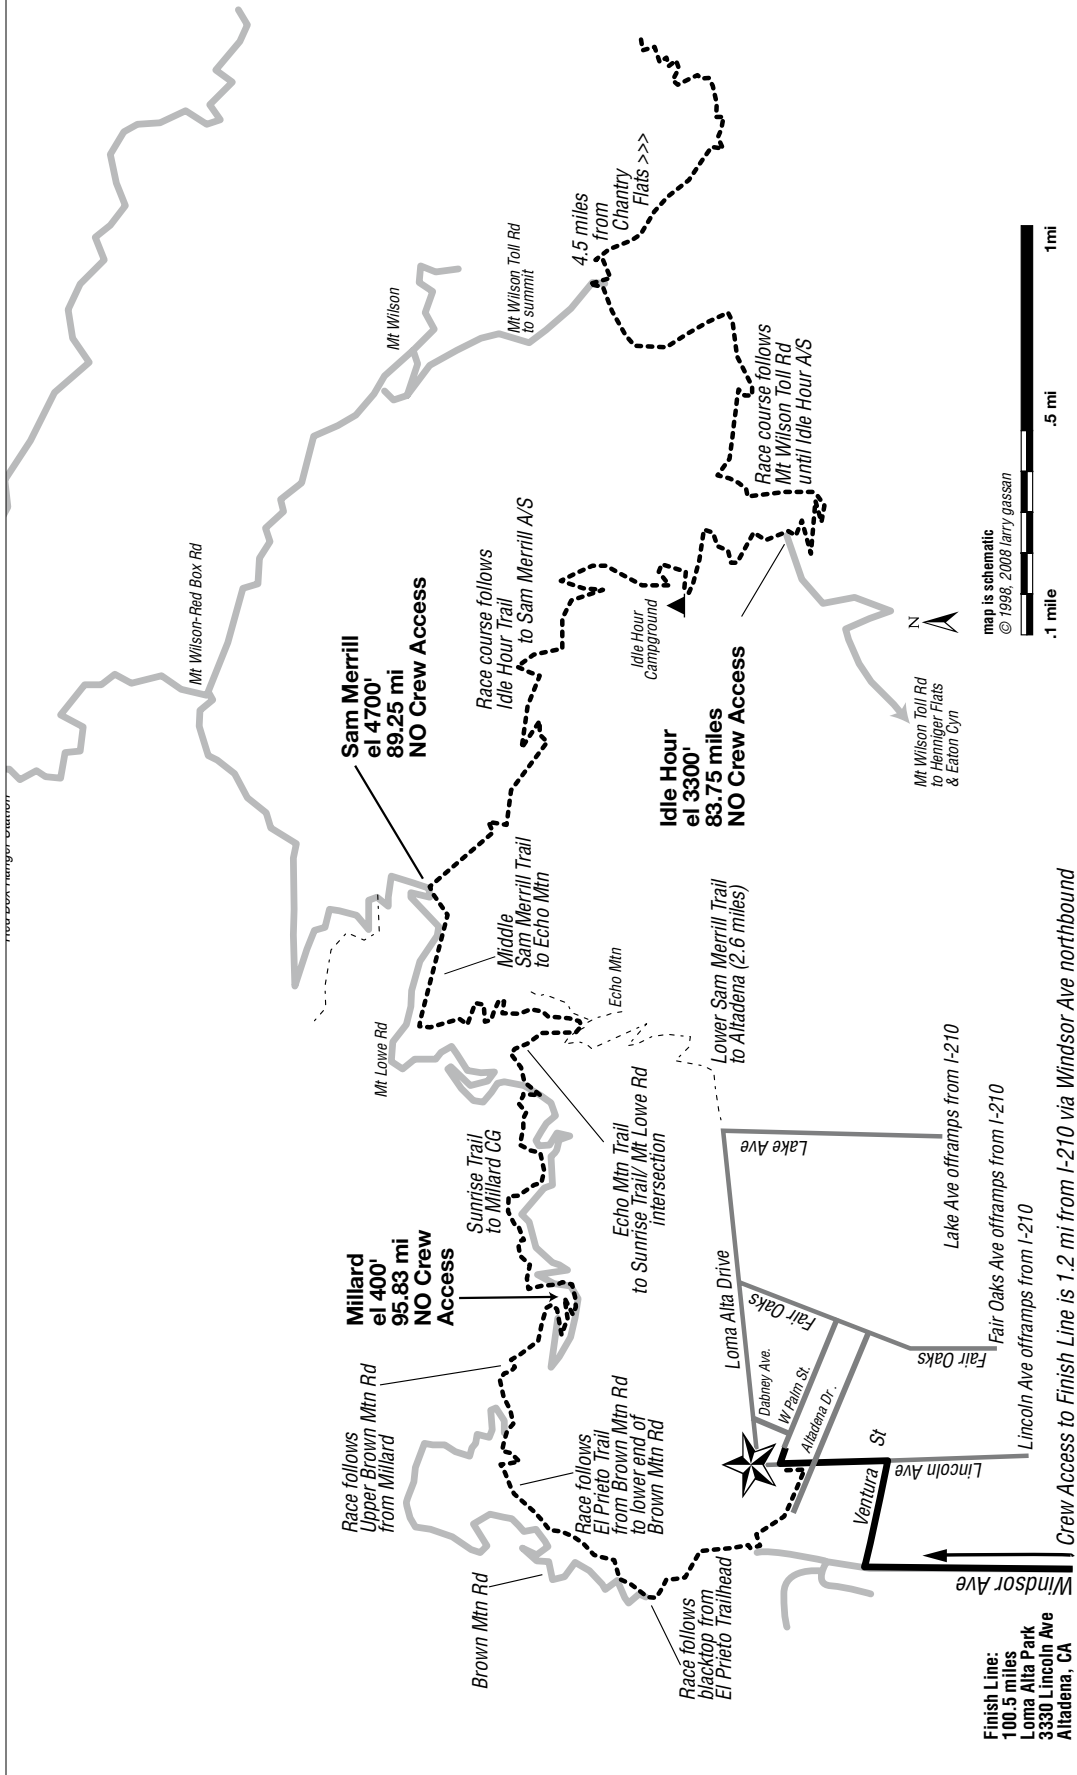 Mt Wilson-Red Box Rd
Mt Wilson
Mt Wilson Toll Rd
to summit
4.5 miles
from
Chantry
Flats >>>
Sam Merrill
el 4700'
89.25 mi
NO Crew Access
Race course follows
Idle Hour Trail
to Sam Merrill A/S
Race course follows
Mt Wilson Toll Rd
until Idle Hour A/S
Idle Hour
Campground
Idle Hour
el 3300'
83.75 miles
NO Crew Access
Mt Wilson Toll Rd
to Henniger Flats
& Eaton Cyn
N
map is schematic
© 1998, 2008 larry gassan
.1 mile
.5 mi
1mi
Mt Lowe Rd
Middle
Sam Merrill Trail
to Echo Mtn
Echo Mtn
Lower Sam Merrill Trail
to Altadena (2.6 miles)
Sunrise Trail
to Millard CG
Echo Mtn Trail
to Sunrise Trail/ Mt Lowe Rd
intersection
Millard
el 400'
95.83 mi
NO Crew
Access
Race follows
Upper Brown Mtn Rd
from Millard
Race follows
El Prieto Trail
from Brown Mtn Rd
to lower end of
Brown Mtn Rd
Brown Mtn Rd
Race follows
blacktop from
El Prieto Trailhead
Loma Alta Drive
Lake Ave
Fair Oaks
Dabney Ave.
W Palm St.
Altadena Dr .
Fair Oaks
Ventura
St
Lincoln Ave
Windsor Ave
Lake Ave offramps from I-210
Fair Oaks Ave offramps from I-210
Lincoln Ave offramps from I-210
Crew Access to Finish Line is 1.2 mi from I-210 via Windsor Ave northbound
Finish Line:
100.5 miles
Loma Alta Park
3330 Lincoln Ave
Altadena, CA